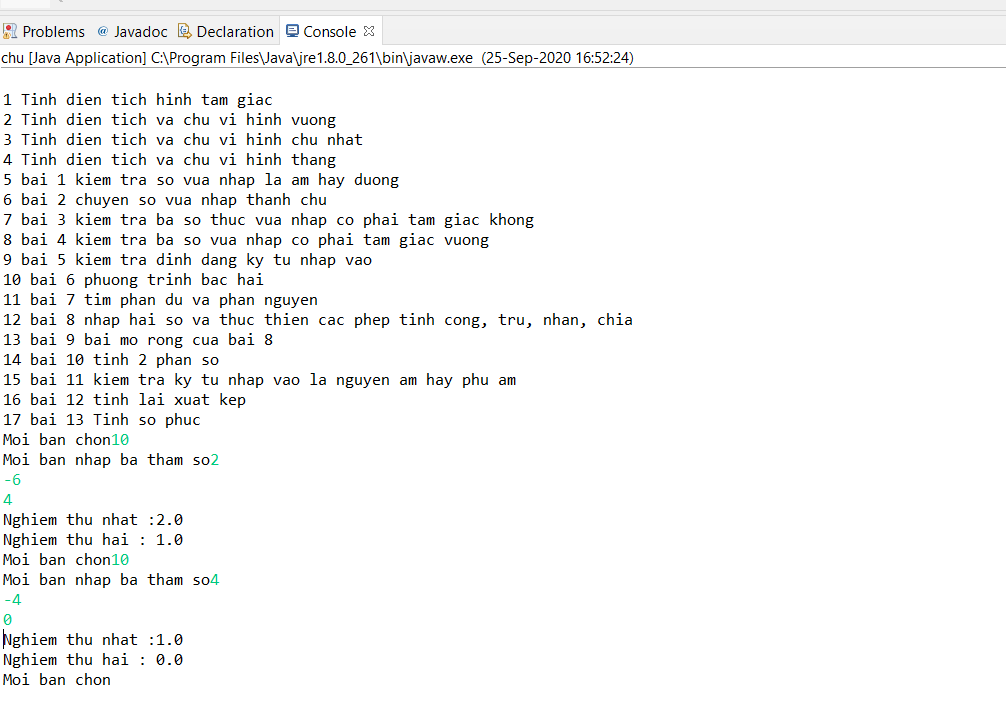 Problems @ Javadoc Declaration Console
chu [Java Application] C:\Program Files\Java\jre1.8.0_261\bin\javaw.exe (25-Sep-2020 16:52:24)
1 Tinh dien tich hinh tam giac
2 Tinh dien tich va chu vi hinh vuong
3 Tinh dien tich va chu vi hinh chu nhat
4 Tinh dien tich va chu vi hinh thang
5 bai 1 kiem tra so vua nhap la am hay duong
6 bai 2 chuyen so vua nhap thanh chu
7 bai 3 kiem tra ba so thuc vua nhap co phai tam giac khong
8 bai 4 kiem tra ba so vua nhap co phai tam giac vuong
9 bai 5 kiem tra dinh dang ky tu nhap vao
10 bai 6 phuong trinh bac hai
11 bai 7 tim phan du va phan nguyen
12 bai 8 nhap hai so va thuc thien cac phep tinh cong, tru, nhan, chia
13 bai 9 bai mo rong cua bai 8
14 bai 10 tinh 2 phan so
15 bai 11 kiem tra ky tu nhap vao la nguyen am hay phu am
16 bai 12 tinh lai xuat kep
17 bai 13 Tinh so phuc
Moi ban chon10
Moi ban nhap ba tham so2
-6
4
Nghiem thu nhat :2.0
Nghiem thu hai : 1.0
Moi ban chon10
Moi ban nhap ba tham so4
-4
0
Nghiem thu nhat :1.0
Nghiem thu hai : 0.0
Moi ban chon